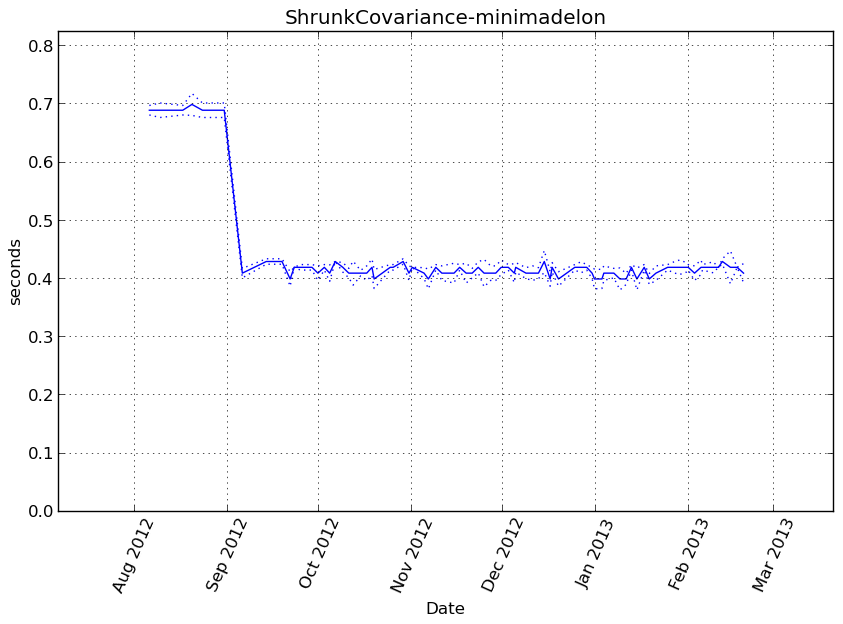 ShrunkCovariance-minimadelon
0.8
0.7
0.6
0.5
0.4
0.3
0.2
0.1
0.0
seconds
Aug 2012
Sep 2012
Oct 2012
Nov 2012
Dec 2012
Jan 2013
Feb 2013
Mar 2013
Date